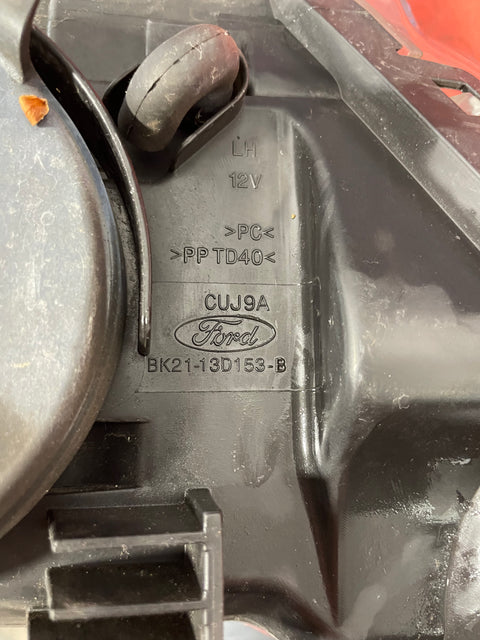 LH
12V
>PC<
>PP TD40<
CUJ9A
Ford
BK21-13D153-B